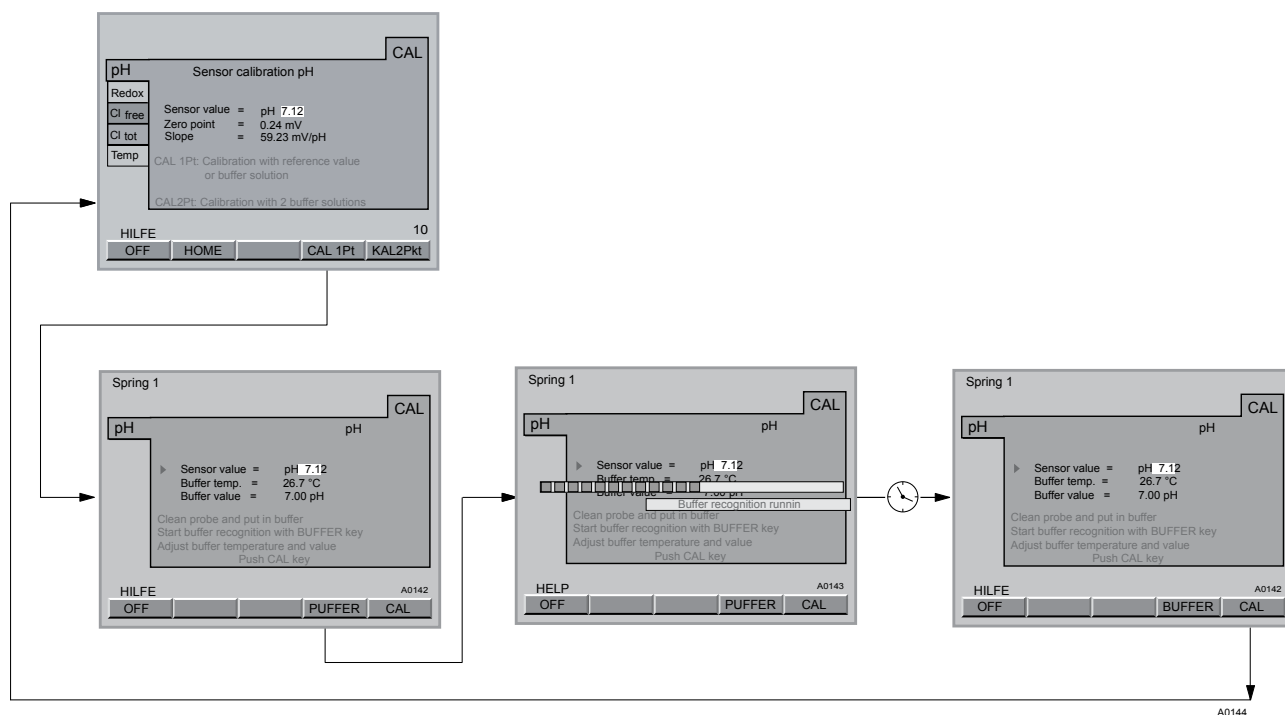 CAL
pH
Sensor calibration pH
Redox
Cl free
Cl tot
Temp
Sensor value = pH 7.12
Zero point = 0.24 mV
Slope = 59.23 mV/pH
CAL 1Pt: Calibration with reference value
or buffer solution
CAL2Pt: Calibration with 2 buffer solutions
HILFE
10
OFF HOME CAL 1Pt KAL2Pkt
Spring 1
CAL
pH
pH
Sensor value = pH 7.12
Buffer temp. = 26.7 °C
Buffer value = 7.00 pH
Clean probe and put in buffer
Start buffer recognition with BUFFER key
Adjust buffer temperature and value
Push CAL key
HILFE
A0142
OFF PUFFER CAL
Spring 1
CAL
pH
pH
Sensor value = pH 7.12
Buffer temp. = 26.7 °C
Buffer value = 7.00 pH
Buffer recognition runnin
Clean probe and put in buffer
Start buffer recognition with BUFFER key
Adjust buffer temperature and value
Push CAL key
HELP
A0143
OFF PUFFER CAL
Spring 1
CAL
pH
pH
Sensor value = pH 7.12
Buffer temp. = 26.7 °C
Buffer value = 7.00 pH
Clean probe and put in buffer
Start buffer recognition with BUFFER key
Adjust buffer temperature and value
Push CAL key
HILFE
A0142
OFF BUFFER CAL
A0144